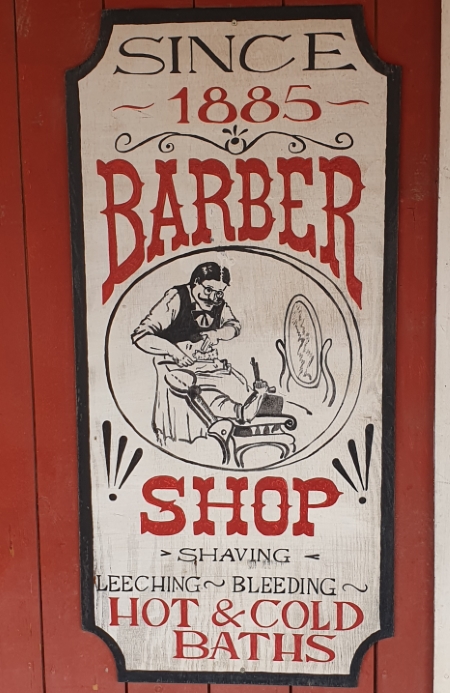 SINCE
~ 1885 ~
BARBER
SHOP
> SHAVING <
LEECHING ~ BLEEDING ~
HOT & COLD
BATHS